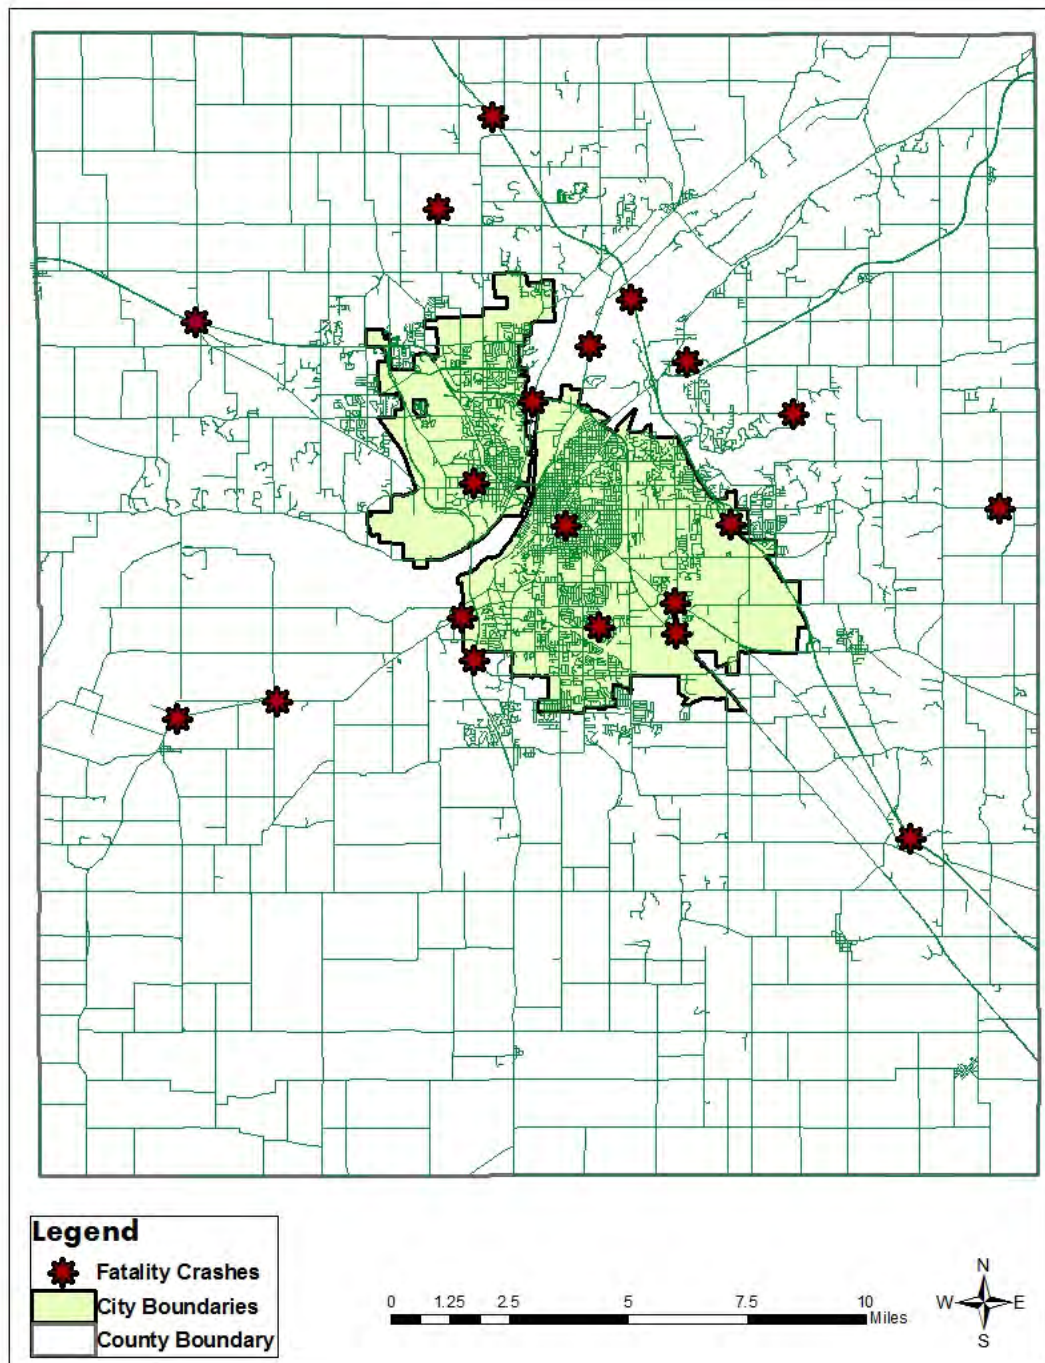 Legend
Fatality Crashes
City Boundaries
County Boundary
0 1.25 2.5 5 7.5 10
Miles
N
W E
S